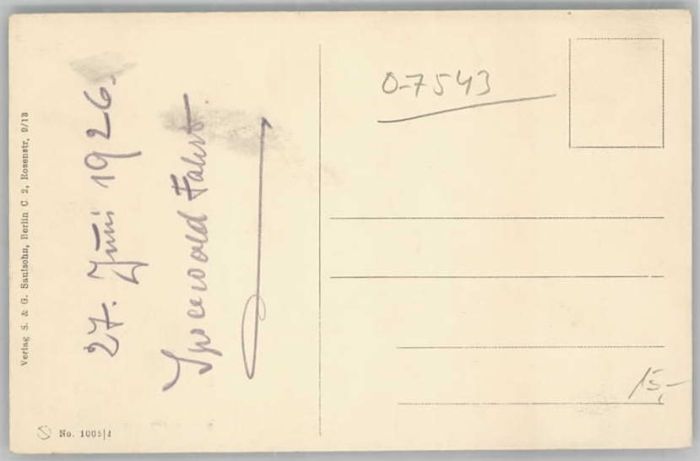 27. Juni 1926.
Spreewald Fahrt
0-7543
15,-
Verlag S. & G. Saulsohn, Berlin C 2, Rosenstr. 9/13
No. 1005/4